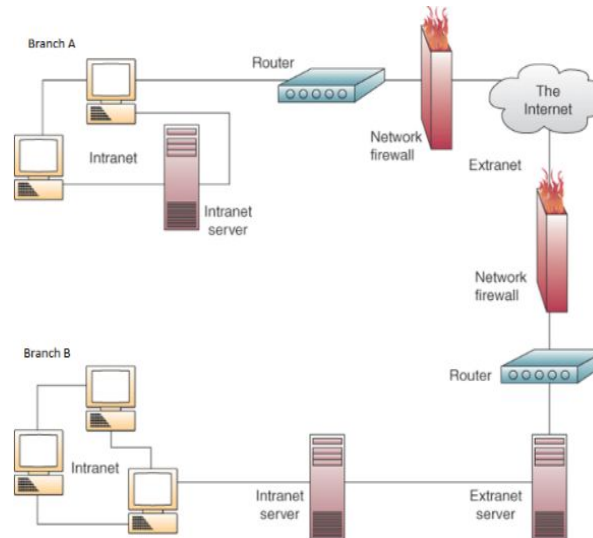 Branch A
Router
The
Internet
Network
firewall
Intranet
Extranet
Intranet
server
Network
firewall
Branch B
Router
Intranet
Intranet
server
Extranet
server